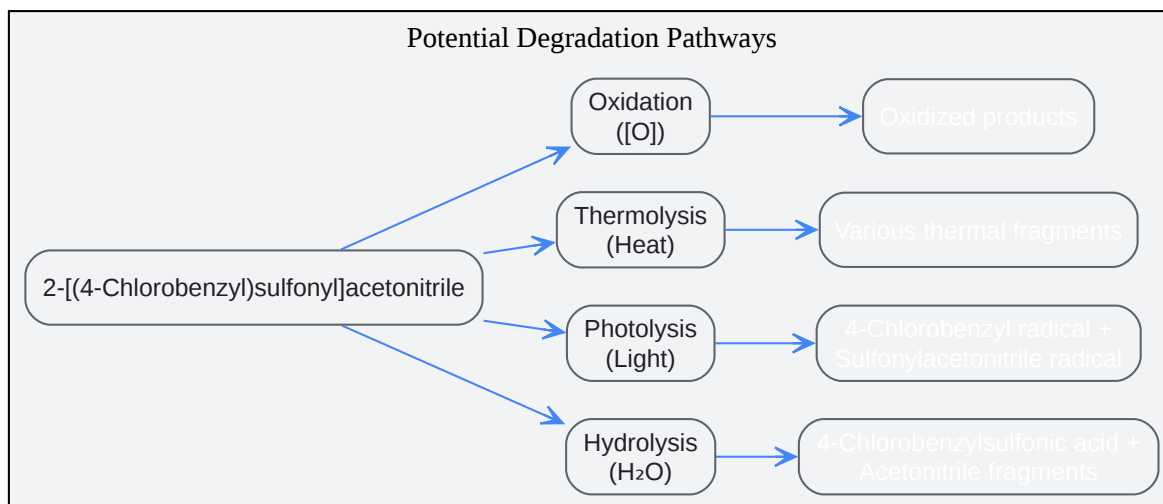 Potential Degradation Pathways
Oxidation
([O])
Oxidized products
Thermolysis
(Heat)
Various thermal fragments
2-[(4-Chlorobenzyl)sulfonyl]acetonitrile
Photolysis
(Light)
4-Chlorobenzyl radical +
Sulfonylacetonitrile radical
Hydrolysis
(H₂O)
4-Chlorobenzylsulfonic acid +
Acetonitrile fragments